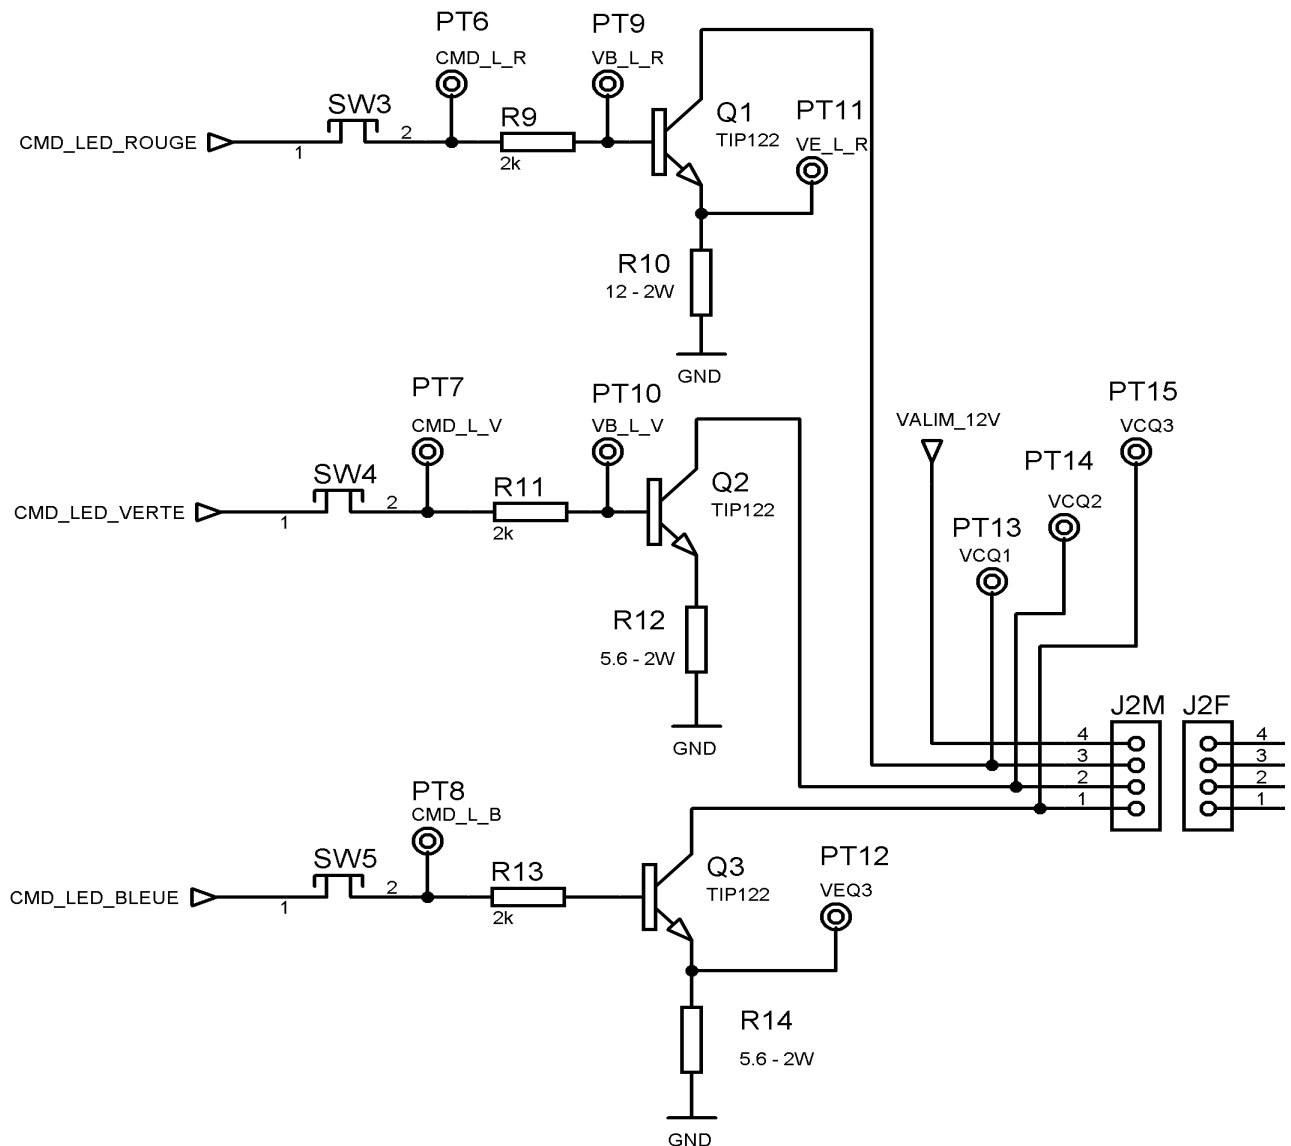 PT6
CMD_L_R
PT9
VB_L_R
SW3
R9
Q1
TIP122
PT11
VE_L_R
CMD_LED_ROUGE
1
2
2k
R10
12 - 2W
GND
PT7
CMD_L_V
PT10
VB_L_V
SW4
R11
Q2
TIP122
CMD_LED_VERTE
1
2
2k
R12
5.6 - 2W
GND
VALIM_12V
PT15
VCQ3
PT14
VCQ2
PT13
VCQ1
J2M
J2F
4
3
2
1
4
3
2
1
PT8
CMD_L_B
SW5
R13
Q3
TIP122
PT12
VEQ3
CMD_LED_BLEUE
1
2
2k
R14
5.6 - 2W
GND